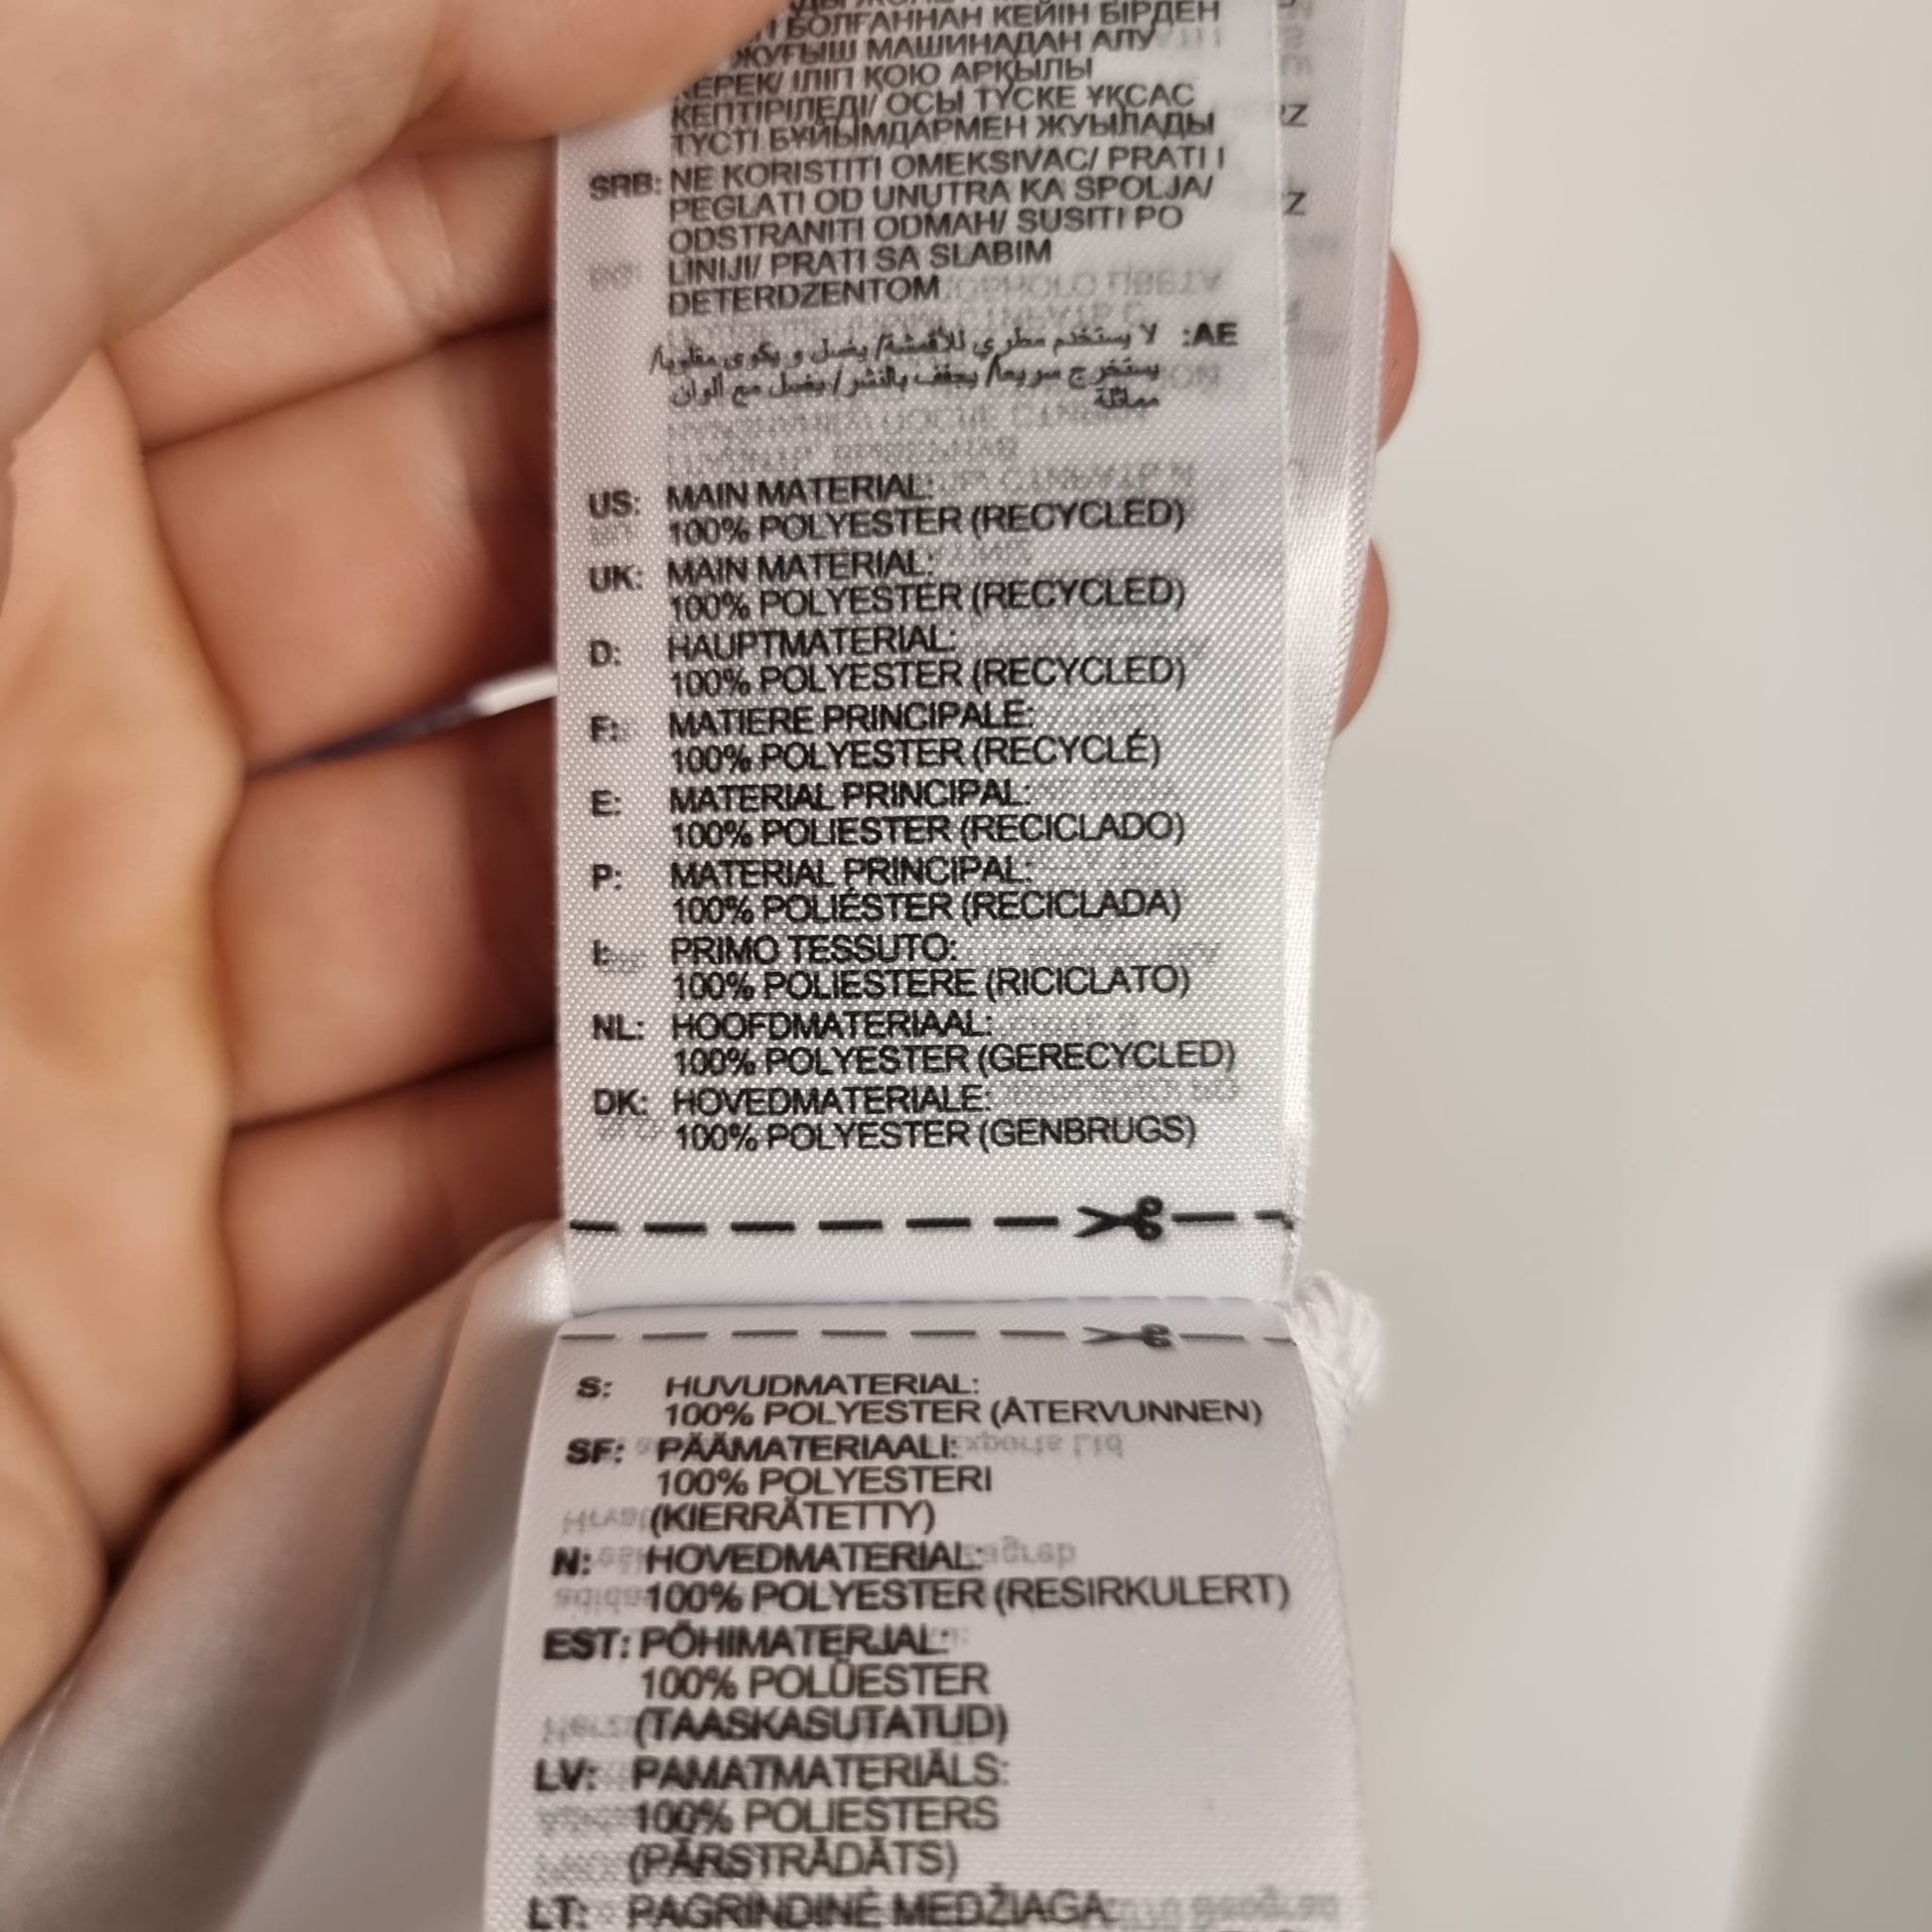 БОЛҒАННАН КЕЙІН БІРДЕН
ЖУҒЫШ МАШИНАДАН АЛУ
КЕРЕК/ ІЛІП ҚОЮ АРҚЫЛЫ
КЕПТІРІЛЕДІ/ ОСЫ ТҮСКЕ ҰҚСАС
ТҮСТІ БҰЙЫМДАРМЕН ЖУЫЛАДЫ
SRB: NE KORISTITI OMEKSIVAC/ PRATI I
PEGLATI OD UNUTRA KA SPOLJA/
ODSTRANITI ODMAH/ SUSITI PO
LINIJI/ PRATI SA SLABIM
DETERDZENTOM
AE: لا يستخدم مطري للأقمشة/ يغسل و يكوى مقلوبا/
يستخرج سريعا/ يجفف بالنشر/ يغسل مع ألوان
مماثلة
US: MAIN MATERIAL:
100% POLYESTER (RECYCLED)
UK: MAIN MATERIAL:
100% POLYESTER (RECYCLED)
D: HAUPTMATERIAL:
100% POLYESTER (RECYCLED)
F: MATIERE PRINCIPALE:
100% POLYESTER (RECYCLÉ)
E: MATERIAL PRINCIPAL:
100% POLIESTER (RECICLADO)
P: MATERIAL PRINCIPAL:
100% POLIÉSTER (RECICLADA)
I: PRIMO TESSUTO:
100% POLIESTERE (RICICLATO)
NL: HOOFDMATERIAAL:
100% POLYESTER (GERECYCLED)
DK: HOVEDMATERIALE:
100% POLYESTER (GENBRUGS)
S: HUVUDMATERIAL:
100% POLYESTER (ÅTERVUNNEN)
SF: PÄÄMATERIAALI:
100% POLYESTERI
(KIERRÄTETTY)
N: HOVEDMATERIAL:
100% POLYESTER (RESIRKULERT)
EST: PÕHIMATERJAL:
100% POLÜESTER
(TAASKASUTATUD)
LV: PAMATMATERIĀLS:
100% POLIESTERS
(PĀRSTRĀDĀTS)
LT: PAGRINDINĖ MEDŽIAGA: